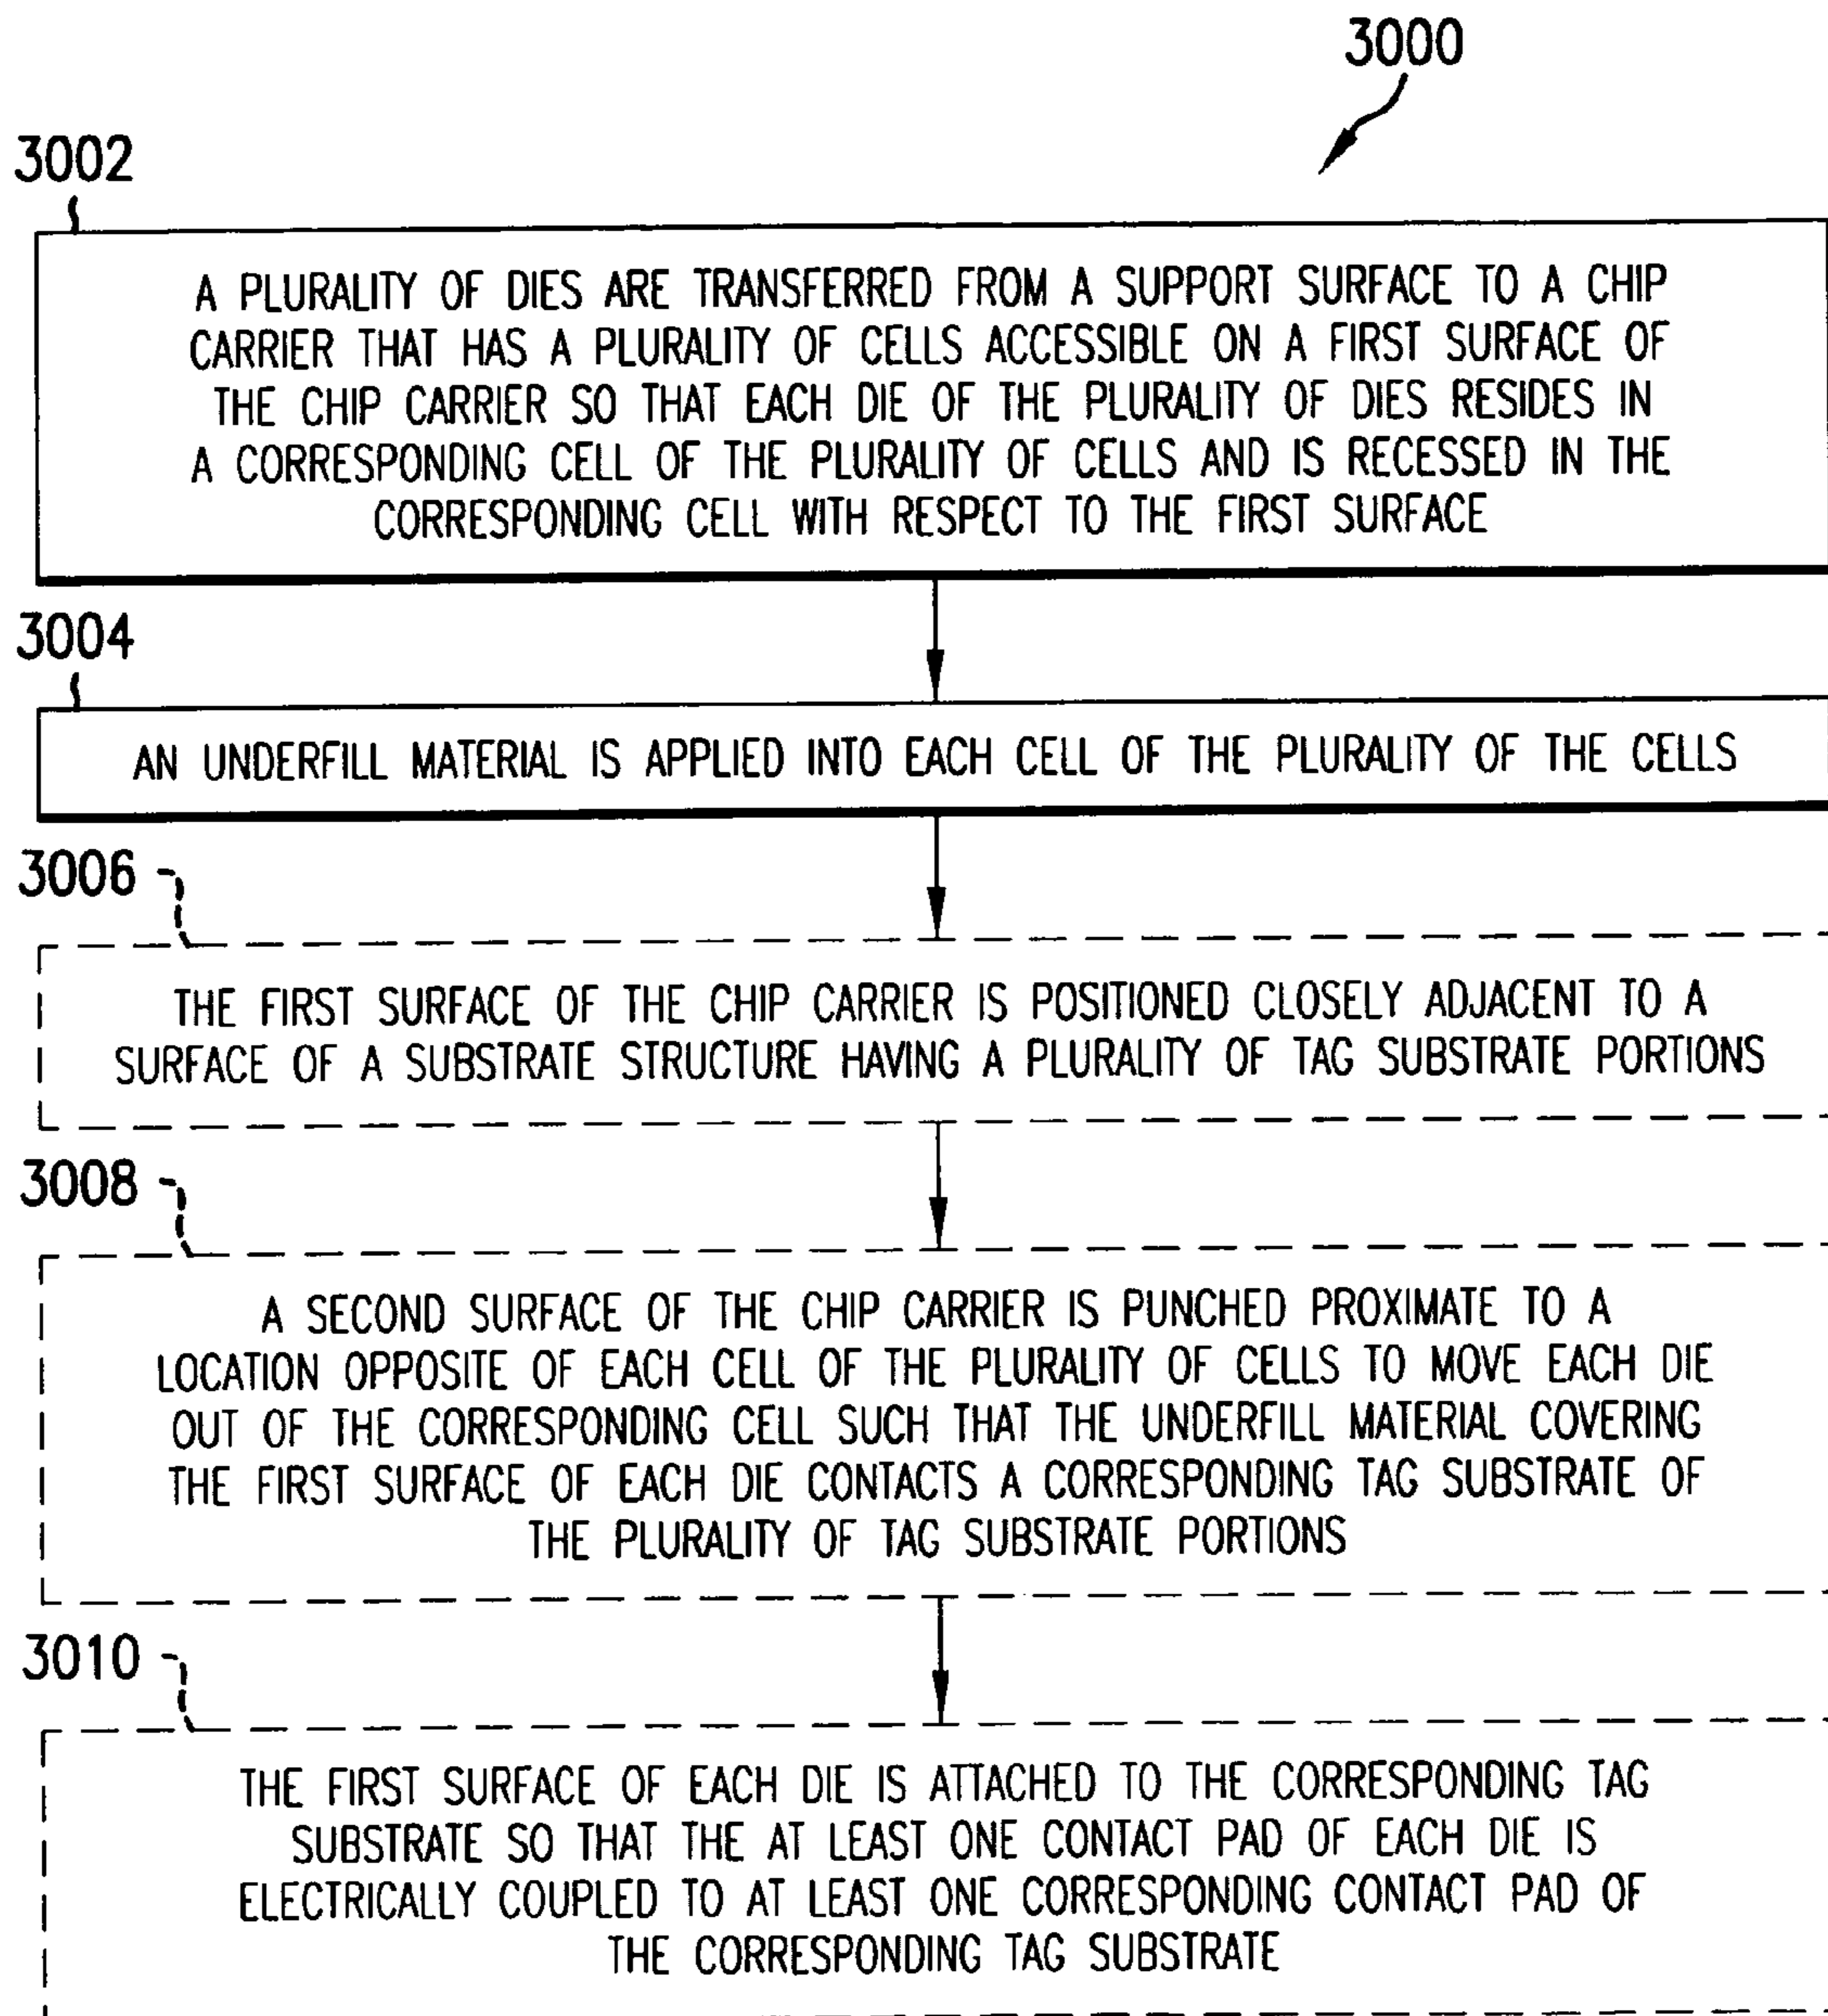 3000
3002
A PLURALITY OF DIES ARE TRANSFERRED FROM A SUPPORT SURFACE TO A CHIP
CARRIER THAT HAS A PLURALITY OF CELLS ACCESSIBLE ON A FIRST SURFACE OF
THE CHIP CARRIER SO THAT EACH DIE OF THE PLURALITY OF DIES RESIDES IN
A CORRESPONDING CELL OF THE PLURALITY OF CELLS AND IS RECESSED IN THE
CORRESPONDING CELL WITH RESPECT TO THE FIRST SURFACE
3004
AN UNDERFILL MATERIAL IS APPLIED INTO EACH CELL OF THE PLURALITY OF THE CELLS
3006
THE FIRST SURFACE OF THE CHIP CARRIER IS POSITIONED CLOSELY ADJACENT TO A
SURFACE OF A SUBSTRATE STRUCTURE HAVING A PLURALITY OF TAG SUBSTRATE PORTIONS
3008
A SECOND SURFACE OF THE CHIP CARRIER IS PUNCHED PROXIMATE TO A
LOCATION OPPOSITE OF EACH CELL OF THE PLURALITY OF CELLS TO MOVE EACH DIE
OUT OF THE CORRESPONDING CELL SUCH THAT THE UNDERFILL MATERIAL COVERING
THE FIRST SURFACE OF EACH DIE CONTACTS A CORRESPONDING TAG SUBSTRATE OF
THE PLURALITY OF TAG SUBSTRATE PORTIONS
3010
THE FIRST SURFACE OF EACH DIE IS ATTACHED TO THE CORRESPONDING TAG
SUBSTRATE SO THAT THE AT LEAST ONE CONTACT PAD OF EACH DIE IS
ELECTRICALLY COUPLED TO AT LEAST ONE CORRESPONDING CONTACT PAD OF
THE CORRESPONDING TAG SUBSTRATE